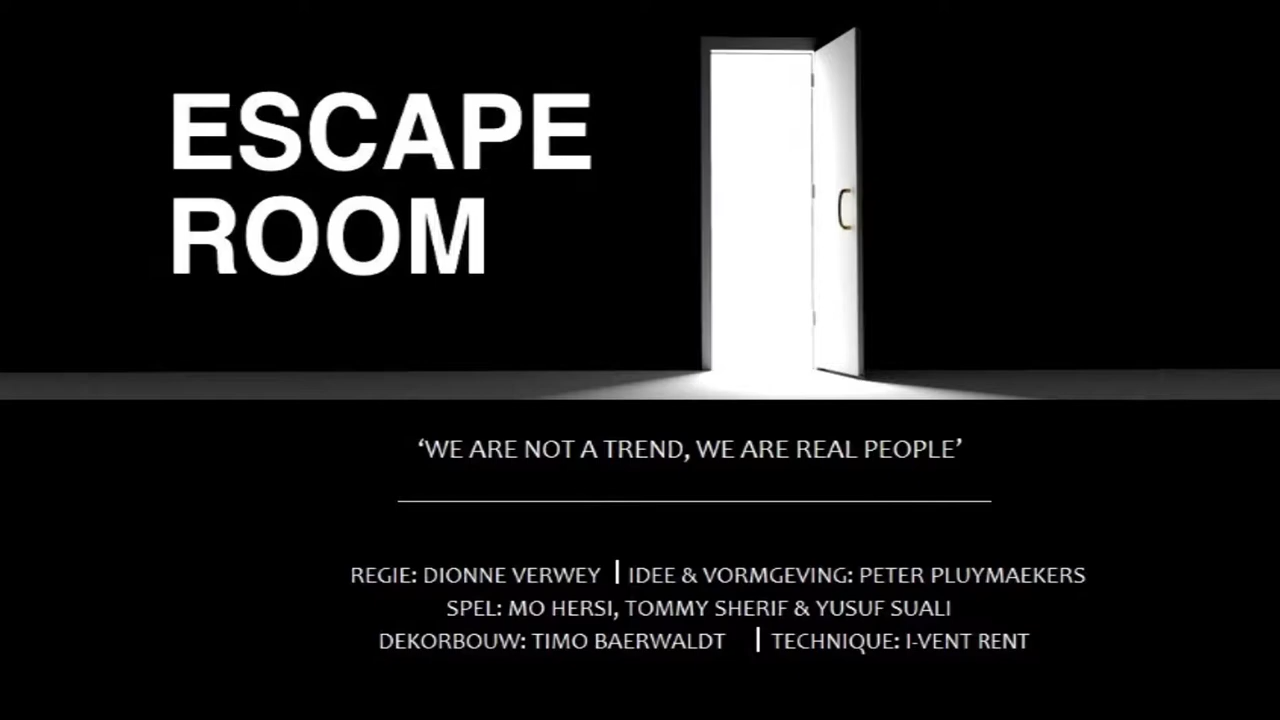 ESCAPE
ROOM
‘WE ARE NOT A TREND, WE ARE REAL PEOPLE’
REGIE: DIONNE VERWEY | IDEE & VORMGEVING: PETER PLUYMAEKERS
SPEL: MO HERSI, TOMMY SHERIF & YUSUF SUALI
DEKORBOUW: TIMO BAERWALDT | TECHNIQUE: I-VENT RENT